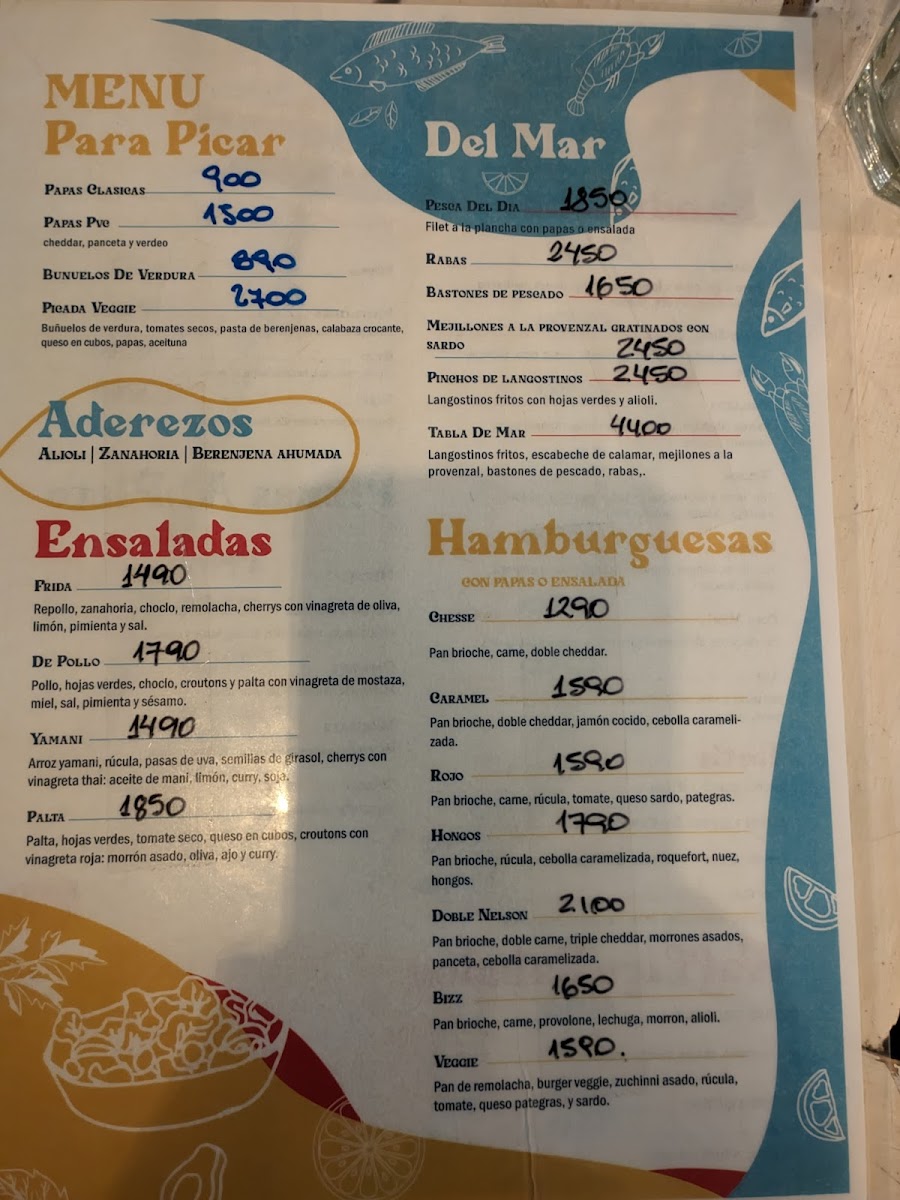 MENU
Para Picar
PAPAS CLASICAS 900
PAPAS PVC 1500
cheddar, panceta y verdeo
BUNUELOS DE VERDURA 890
PICADA VEGGIE 2700
Buñuelos de verdura, tomates secos, pasta de berenjenas, calabaza crocante,
queso en cubos, papas, aceituna
Aderezos
ALIOLI | ZANAHORIA | BERENJENA AHUMADA
Ensaladas
FRIDA 1490
Repollo, zanahoria, choclo, remolacha, cherrys con vinagreta de oliva,
limón, pimienta y sal.
DE POLLO 1790
Pollo, hojas verdes, choclo, croutons y palta con vinagreta de mostaza,
miel, sal, pimienta y sésamo.
YAMANI 1490
Arroz yamani, rúcula, pasas de uva, semillas de girasol, cherrys con
vinagreta thai: aceite de mani, limón, curry, soja.
PALTA 1850
Palta, hojas verdes, tomate seco, queso en cubos, croutons con
vinagreta roja: morrón asado, oliva, ajo y curry.
Del Mar
PESCA DEL DIA 1850
Filet a la plancha con papas o ensalada
RABAS 2450
BASTONES DE PESCADO 1650
MEJILLONES A LA PROVENZAL GRATINADOS CON
SARDO 2450
PINCHOS DE LANGOSTINOS 2450
Langostinos fritos con hojas verdes y alioli.
TABLA DE MAR 4400
Langostinos fritos, escabeche de calamar, mejilones a la
provenzal, bastones de pescado, rabas,.
Hamburguesas
CON PAPAS O ENSALADA
CHESSE 1290
Pan brioche, carne, doble cheddar.
CARAMEL 1590
Pan brioche, doble cheddar, jamón cocido, cebolla carameli-
zada.
ROJO 1590
Pan brioche, carne, rúcula, tomate, queso sardo, pategras.
HONGOS 1790
Pan brioche, rúcula, cebolla caramelizada, roquefort, nuez,
hongos.
DOBLE NELSON 2100
Pan brioche, doble carne, triple cheddar, morrones asados,
panceta, cebolla caramelizada.
BIZZ 1650
Pan brioche, carne, provolone, lechuga, morron, alioli.
VEGGIE 1590.
Pan de remolacha, burger veggie, zuchinni asado, rúcula,
tomate, queso pategras, y sardo.